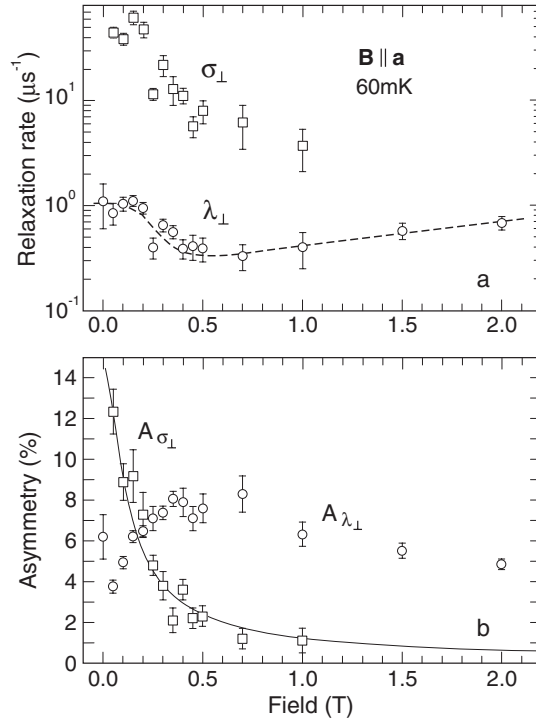 Relaxation rate (μs⁻¹)
10²
10¹
10⁰
10⁻¹
B || a
60mK
σ⊥
λ⊥
a
0.0 0.5 1.0 1.5 2.0
Asymmetry (%)
14
12
10
8
6
4
2
0
A σ⊥
A λ⊥
b
0.0 0.5 1.0 1.5 2.0
Field (T)